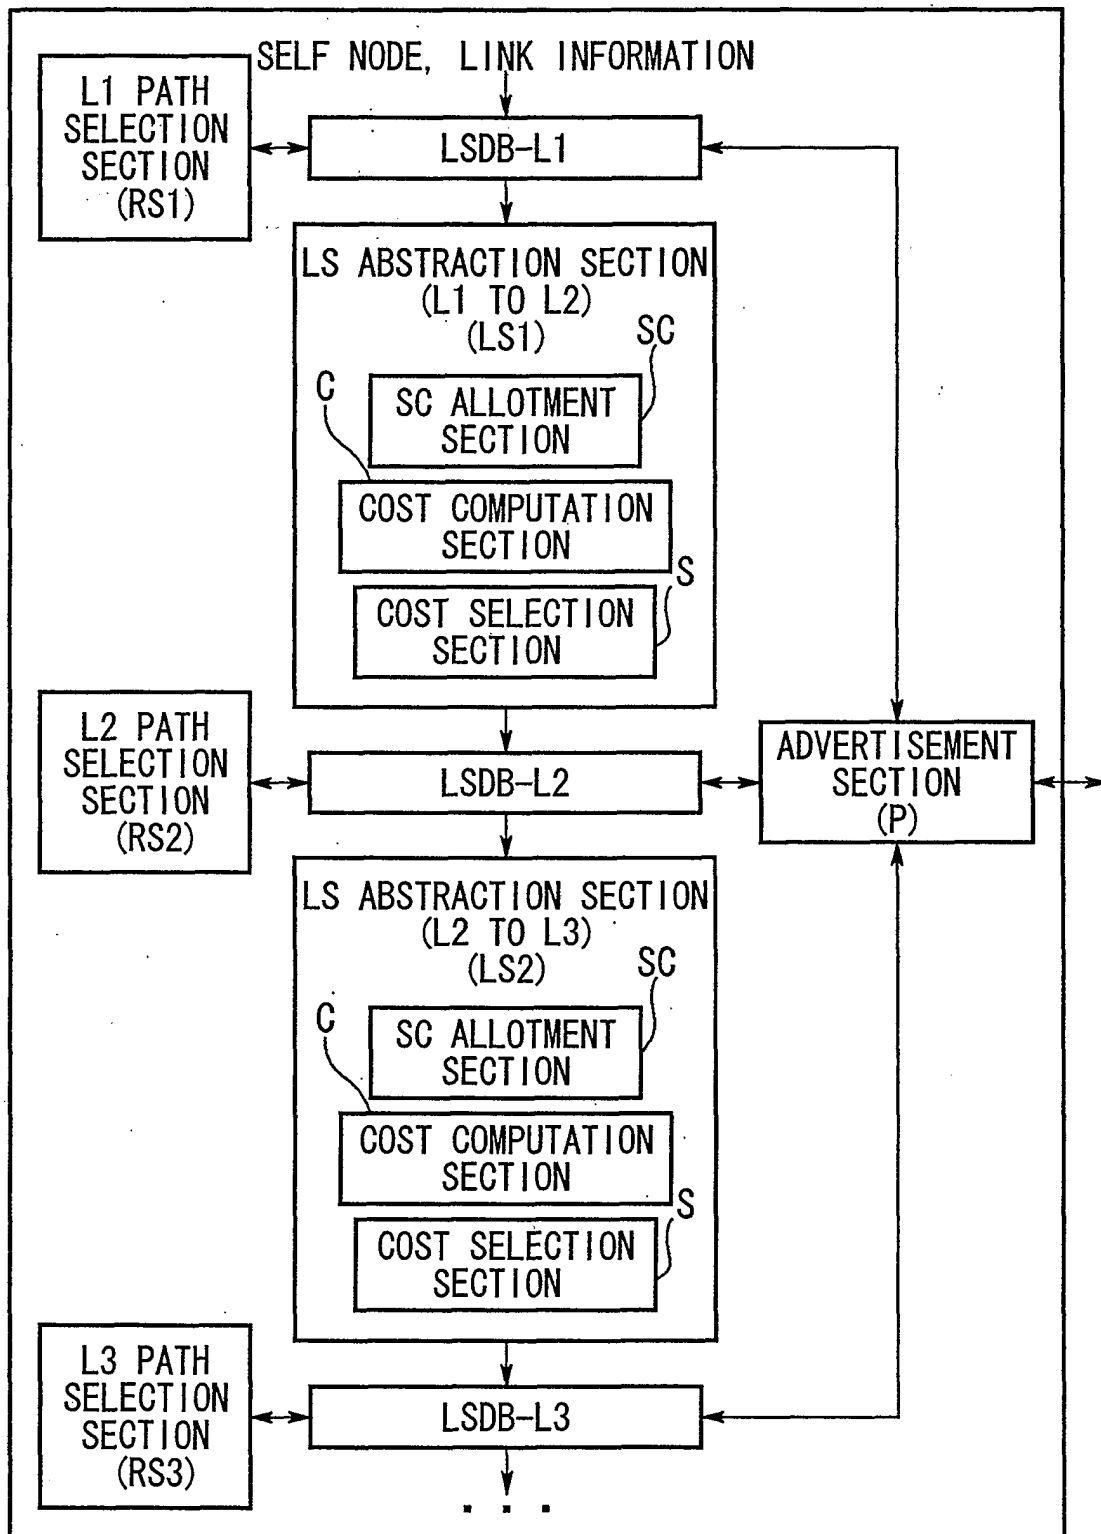 SELF NODE, LINK INFORMATION
L1 PATH
SELECTION
SECTION
(RS1)
LSDB-L1
LS ABSTRACTION SECTION
(L1 TO L2)
(LS1)
SC
C
SC ALLOTMENT
SECTION
COST COMPUTATION
SECTION
S
COST SELECTION
SECTION
L2 PATH
SELECTION
SECTION
(RS2)
LSDB-L2
ADVERTISEMENT
SECTION
(P)
LS ABSTRACTION SECTION
(L2 TO L3)
(LS2)
SC
C
SC ALLOTMENT
SECTION
COST COMPUTATION
SECTION
S
COST SELECTION
SECTION
L3 PATH
SELECTION
SECTION
(RS3)
LSDB-L3
. . .